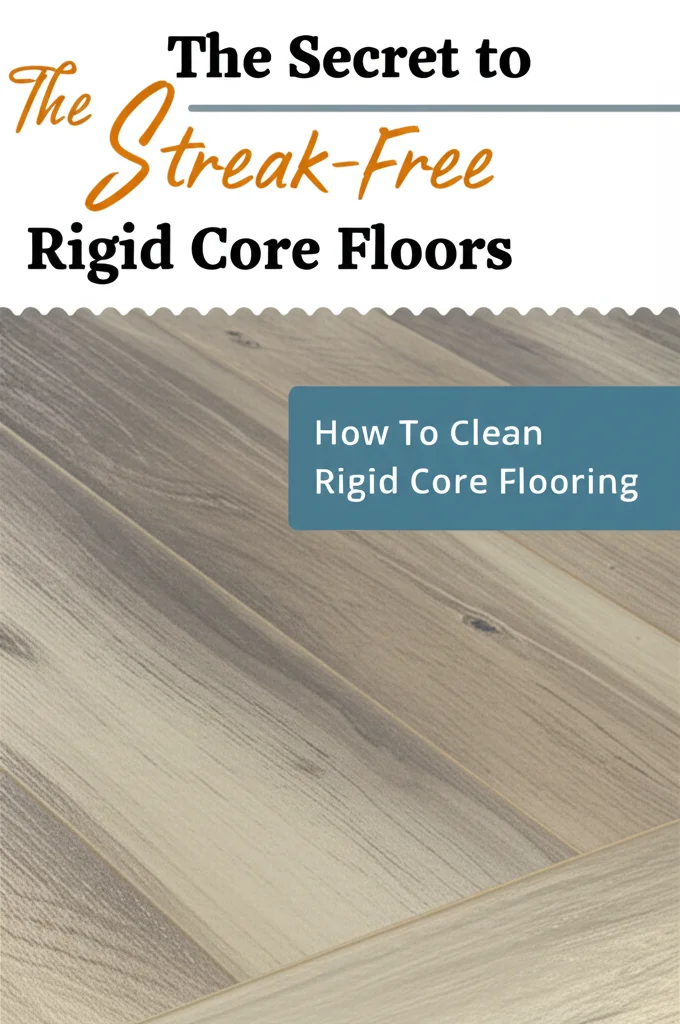 The Secret to
The
Streak-Free
Rigid Core Floors
How To Clean
Rigid Core Flooring